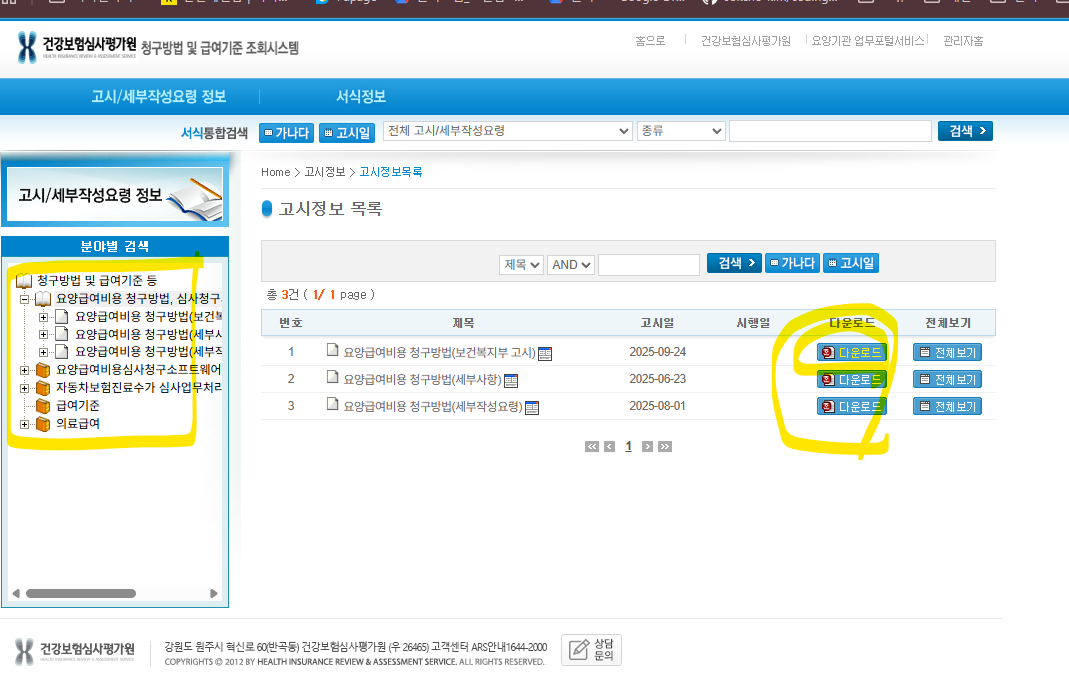 건강보험심사평가원 청구방법 및 급여기준 조회시스템
HEALTH INSURANCE REVIEW & ASSESSMENT SERVICE
홈으로 건강보험심사평가원 요양기관 업무포털서비스 관리자홈
고시/세부작성요령 정보 서식정보
서식통합검색 가나다 고시일 전체 고시/세부작성요령 종류 검색
고시/세부작성요령 정보
분야별 검색
청구방법 및 급여기준 등
요양급여비용 청구방법, 심사청구
요양급여비용 청구방법(보건복
요양급여비용 청구방법(세부사
요양급여비용 청구방법(세부작
요양급여비용심사청구소프트웨어
자동차보험진료수가 심사업무처리
급여기준
의료급여
Home > 고시정보 > 고시정보목록
고시정보 목록
제목 AND 검색 가나다 고시일
총 3건 ( 1/ 1 page )
번호 제목 고시일 시행일 다운로드 전체보기
1 요양급여비용 청구방법(보건복지부 고시) 2025-09-24 다운로드 전체보기
2 요양급여비용 청구방법(세부사항) 2025-06-23 다운로드 전체보기
3 요양급여비용 청구방법(세부작성요령) 2025-08-01 다운로드 전체보기
1
건강보험심사평가원
HEALTH INSURANCE REVIEW & ASSESSMENT SERVICE
강원도 원주시 혁신로 60(반곡동) 건강보험심사평가원 (우 26465) 고객센터 ARS안내1644-2000
COPYRIGHTS ⓒ 2012 BY HEALTH INSURANCE REVIEW & ASSESSMENT SERVICE. ALL RIGHTS RESERVED.
상담
문의